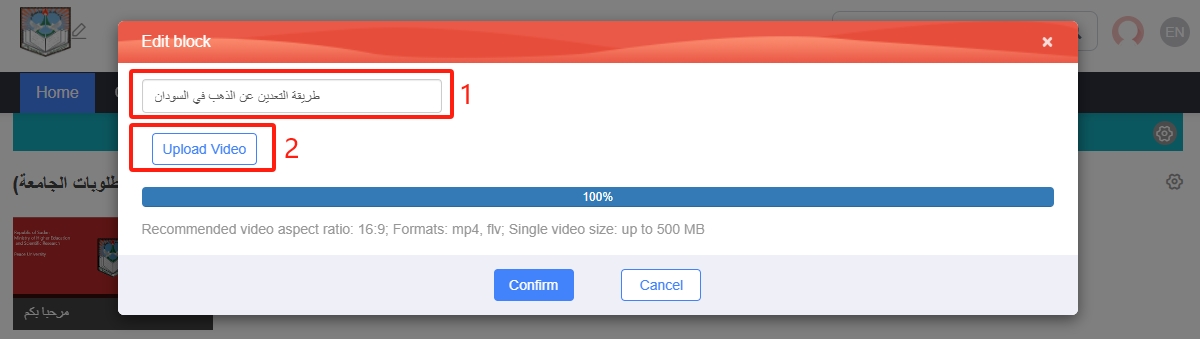 Edit block
EN
Home
طريقة التعدين عن الذهب في السودان
1
Upload Video
2
طلوبات الجامعة)
100%
Recommended video aspect ratio: 16:9; Formats: mp4, flv; Single video size: up to 500 MB
Republic of Sudan
Ministry of Higher Education
and Scientific Research
Peace University
Confirm
Cancel
مرحبا بكم